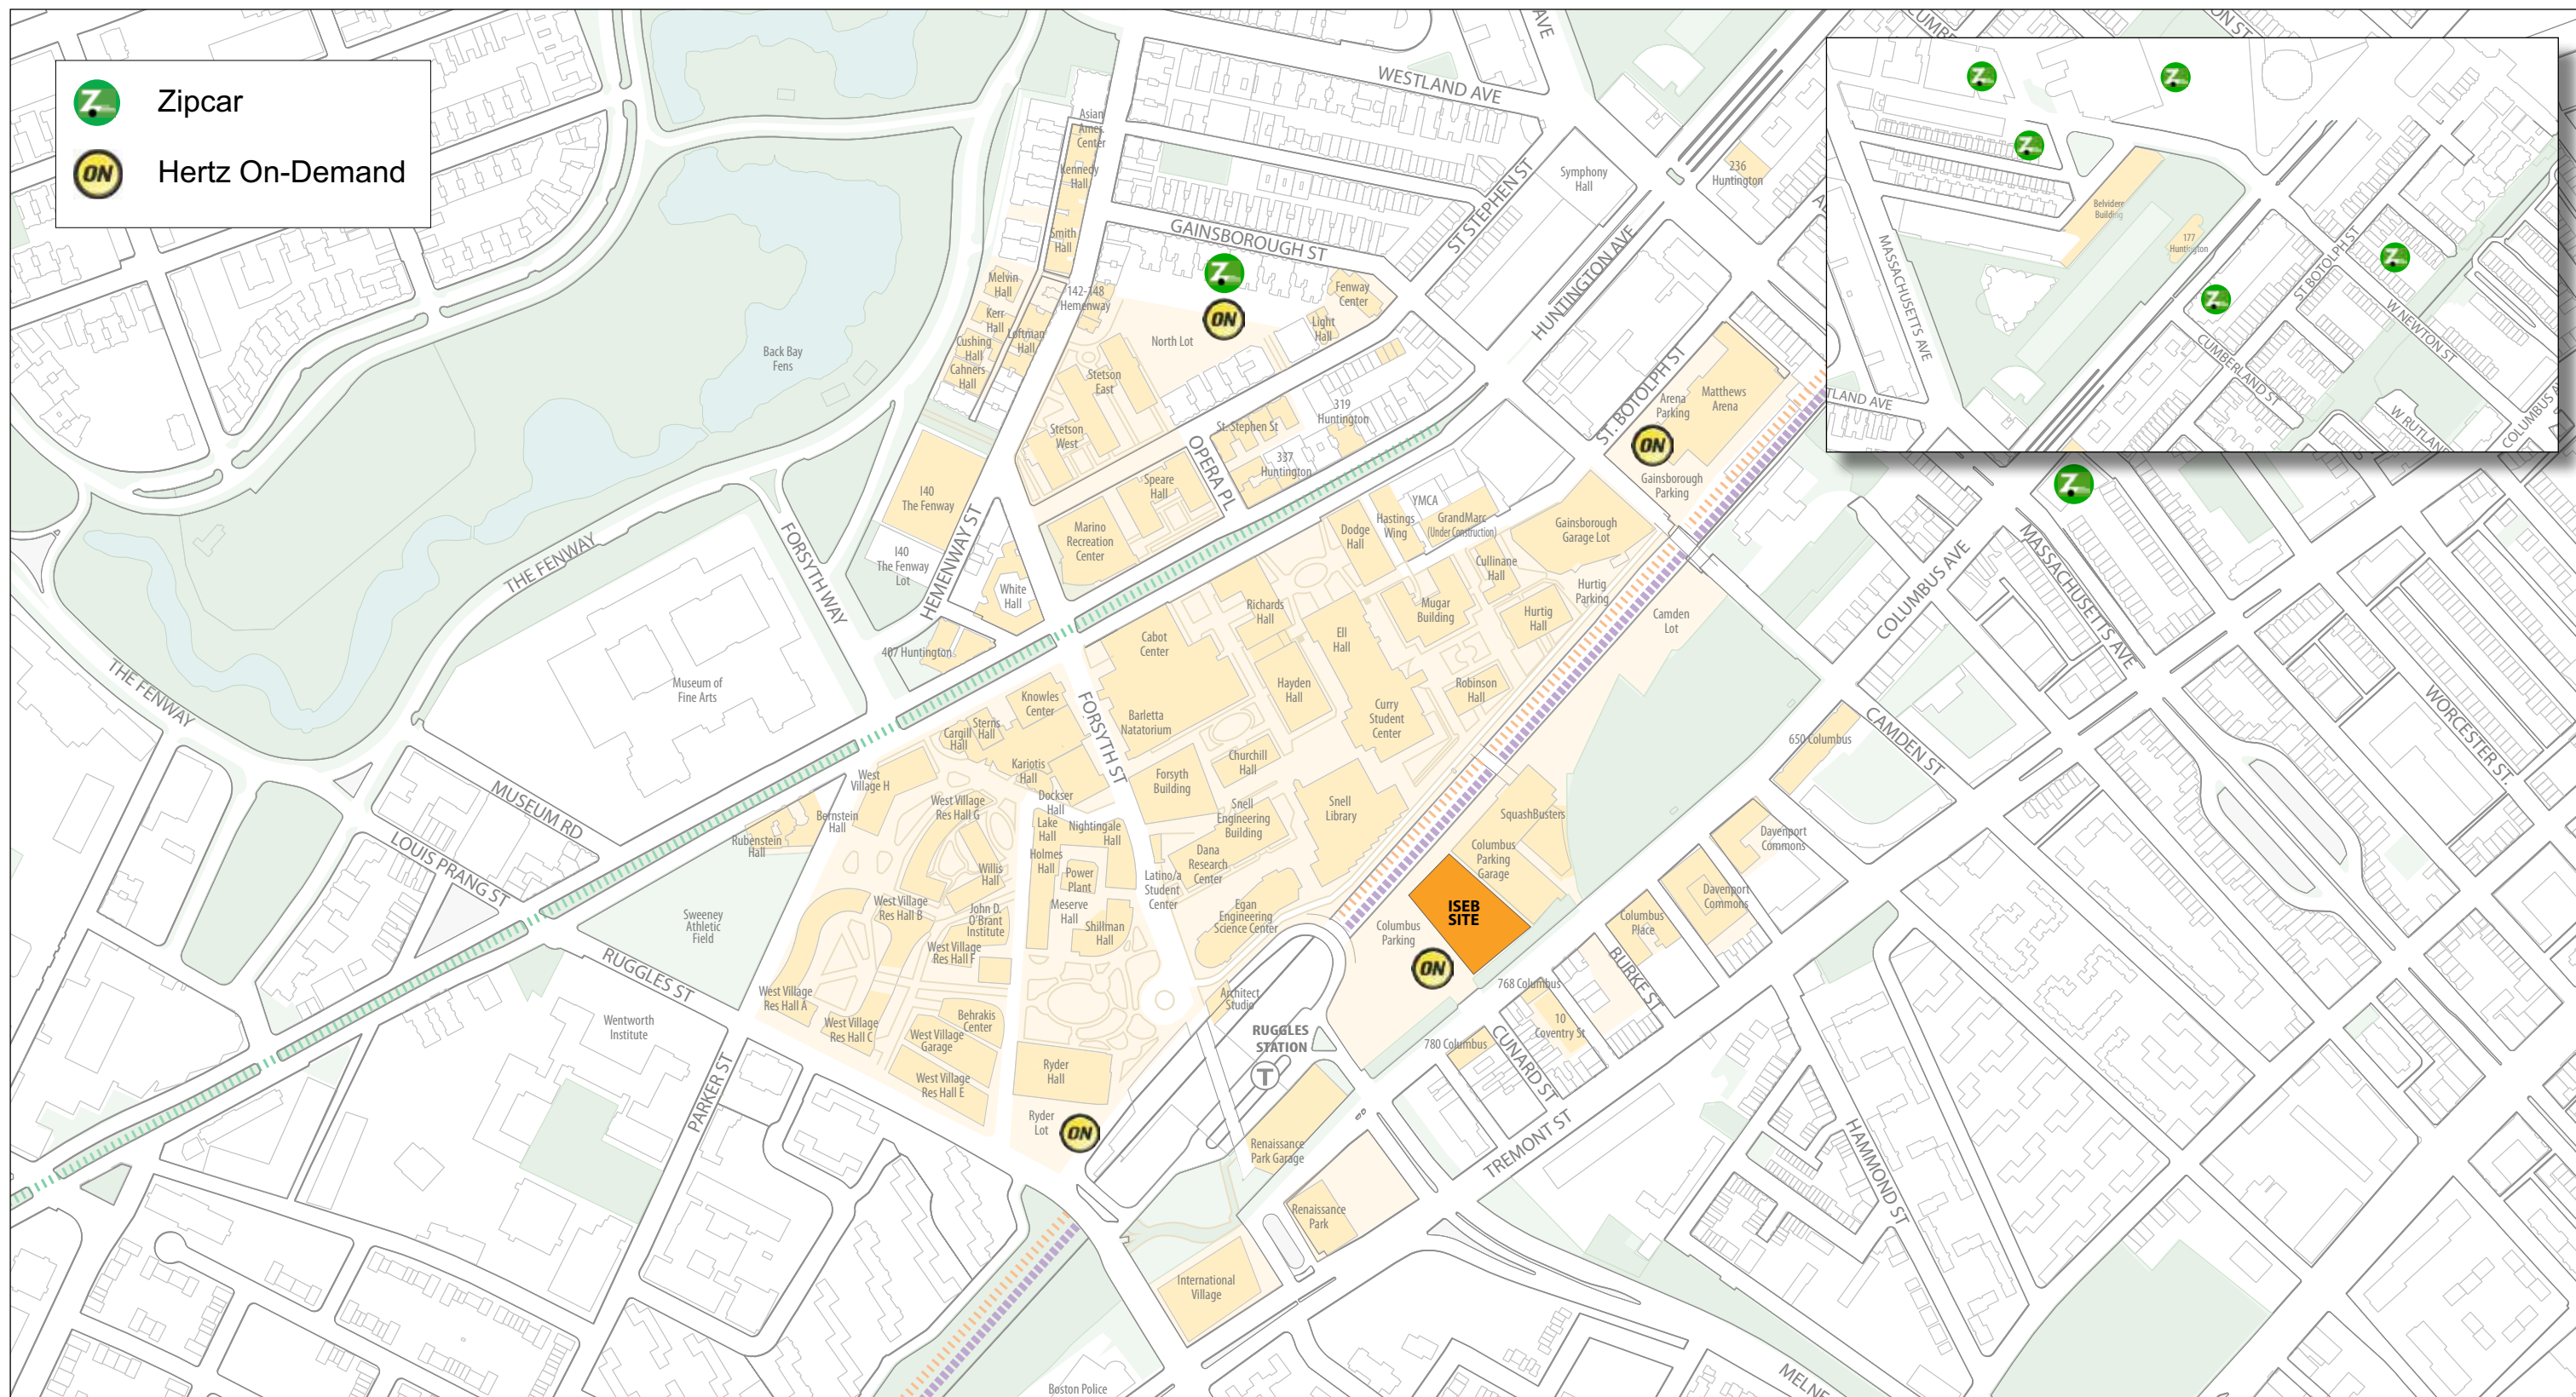 Zipcar
ON
Hertz On-Demand
WESTLAND AVE
AVE
Asian
Amer.
Center
Kennedy
Hall
Smith
Hall
GAINSBOROUGH ST
ST STEPHEN ST
Symphony
Hall
236
Huntington
HUNTINGTON AVE
Melvin
Hall
142-148
Hemenway
Kerr
Hall
Loftman
Hall
Cushing
Hall
Cahners
Hall
ON
Fenway
Center
Light
Hall
North Lot
Back Bay
Fens
Stetson
East
Stetson
West
OPERA PL
St. Stephen St
319
Huntington
337
Huntington
ST. BOTOLPH ST
Arena
Parking
Matthews
Arena
ON
Gainsborough
Parking
Belvidere
Building
177
Huntington
MASSACHUSETTS AVE
ST BOTOLPH ST
W NEWTON ST
CUMBERLAND ST
W RUTLAND
COLUMBUS A
TLAND AVE
140
The Fenway
140
The Fenway
Lot
HEMENWAY ST
Speare
Hall
Marino
Recreation
Center
White
Hall
407 Huntington
THE FENWAY
FORSYTH WAY
THE FENWAY
Museum of
Fine Arts
MUSEUM RD
LOUIS PRANG ST
Dodge
Hall
Hastings
Wing
YMCA
GrandMarc
(Under Construction)
Gainsborough
Garage Lot
Cullinane
Hall
Hurtig
Parking
Hurtig
Hall
Camden
Lot
Richards
Hall
Mugar
Building
Ell
Hall
Cabot
Center
Hayden
Hall
Robinson
Hall
Curry
Student
Center
Barletta
Natatorium
Knowles
Center
Sterns
Hall
Cargill
Hall
Kariotis
Hall
FORSYTH ST
Churchill
Hall
Forsyth
Building
Dockser
Hall
West
Village H
West Village
Res Hall G
Bernstein
Hall
Rubenstein
Hall
Lake
Hall
Nightingale
Hall
Snell
Engineering
Building
Snell
Library
SquashBusters
Columbus
Parking
Garage
Holmes
Hall
Willis
Hall
Power
Plant
Dana
Research
Center
Latino/a
Student
Center
Meserve
Hall
Shillman
Hall
Egan
Engineering
Science Center
West Village
Res Hall B
John D.
O'Brant
Institute
West Village
Res Hall F
Sweeney
Athletic
Field
RUGGLES ST
Wentworth
Institute
PARKER ST
West Village
Res Hall A
West Village
Res Hall C
Behrakis
Center
West Village
Garage
West Village
Res Hall E
Ryder
Hall
Ryder
Lot
ON
Architect
Studio
RUGGLES
STATION
T
Columbus
Parking
ISEB
SITE
ON
COLUMBUS AVE
MASSACHUSETTS AVE
650 Columbus
CAMDEN ST
WORCESTER ST.
Davenport
Commons
Davenport
Commons
Columbus
Place
BURKE ST
768 Columbus
10
Coventry St
780 Columbus
CUNARD ST
TREMONT ST
HAMMOND ST
Renaissance
Park Garage
Renaissance
Park
International
Village
Boston Police
MELNE